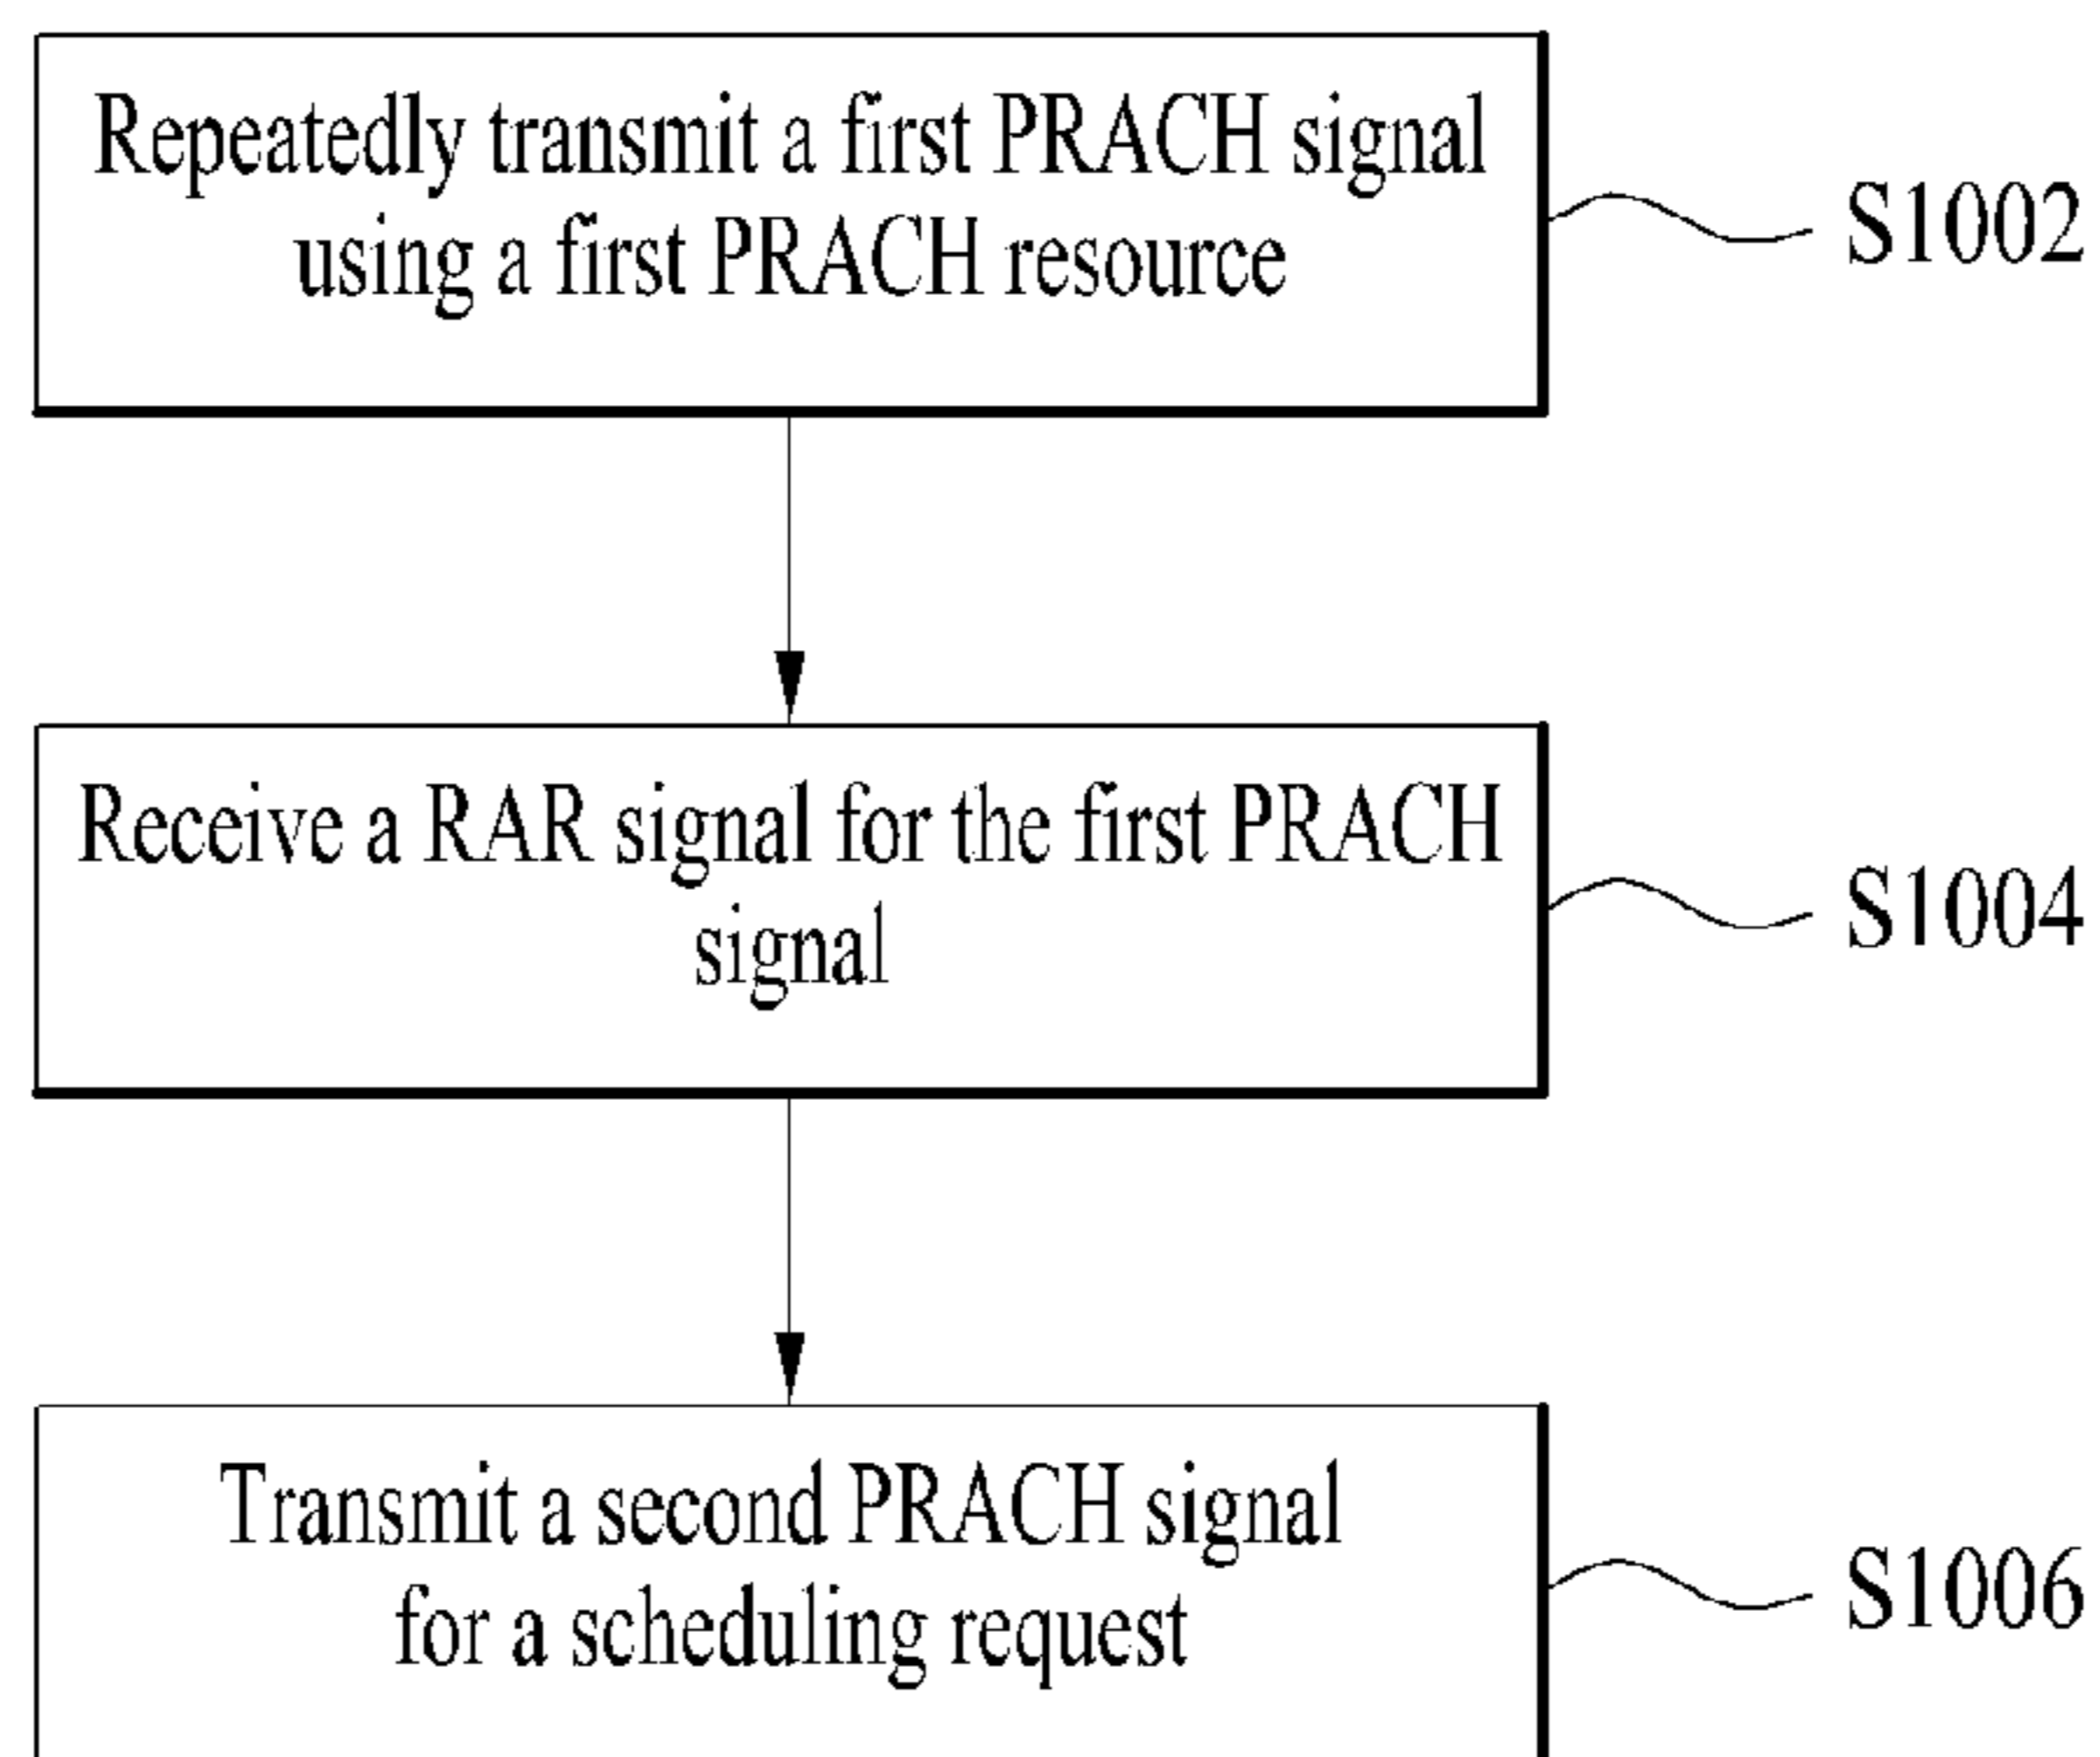 Repeatedly transmit a first PRACH signal
using a first PRACH resource
S1002
Receive a RAR signal for the first PRACH
signal
S1004
Transmit a second PRACH signal
for a scheduling request
S1006